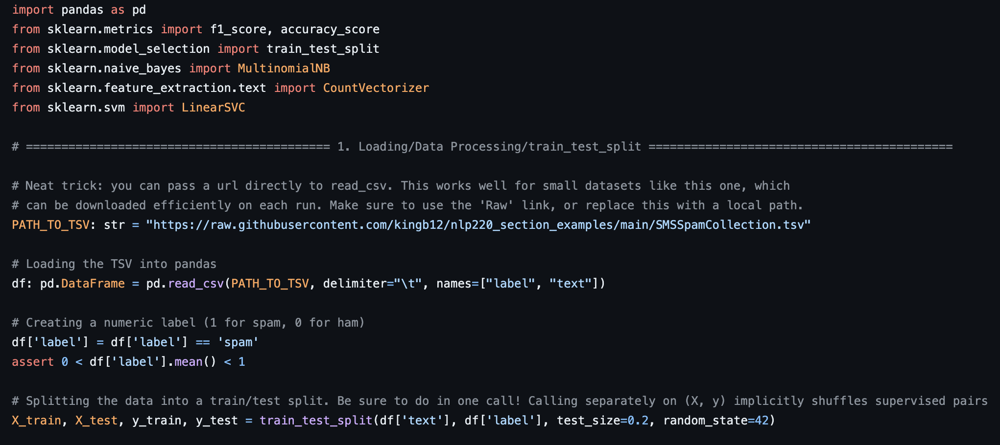 import pandas as pd
from sklearn.metrics import f1_score, accuracy_score
from sklearn.model_selection import train_test_split
from sklearn.naive_bayes import MultinomialNB
from sklearn.feature_extraction.text import CountVectorizer
from sklearn.svm import LinearSVC
# =========================================== 1. Loading/Data Processing/train_test_split ===========================================
# Neat trick: you can pass a url directly to read_csv. This works well for small datasets like this one, which
# can be downloaded efficiently on each run. Make sure to use the 'Raw' link, or replace this with a local path.
PATH_TO_TSV: str = "https://raw.githubusercontent.com/kingb12/nlp220_section_examples/main/SMSSpamCollection.tsv"
# Loading the TSV into pandas
df: pd.DataFrame = pd.read_csv(PATH_TO_TSV, delimiter="\t", names=["label", "text"])
# Creating a numeric label (1 for spam, 0 for ham)
df['label'] = df['label'] == 'spam'
assert 0 < df['label'].mean() < 1
# Splitting the data into a train/test split. Be sure to do in one call! Calling separately on (X, y) implicitly shuffles supervised pairs
X_train, X_test, y_train, y_test = train_test_split(df['text'], df['label'], test_size=0.2, random_state=42)